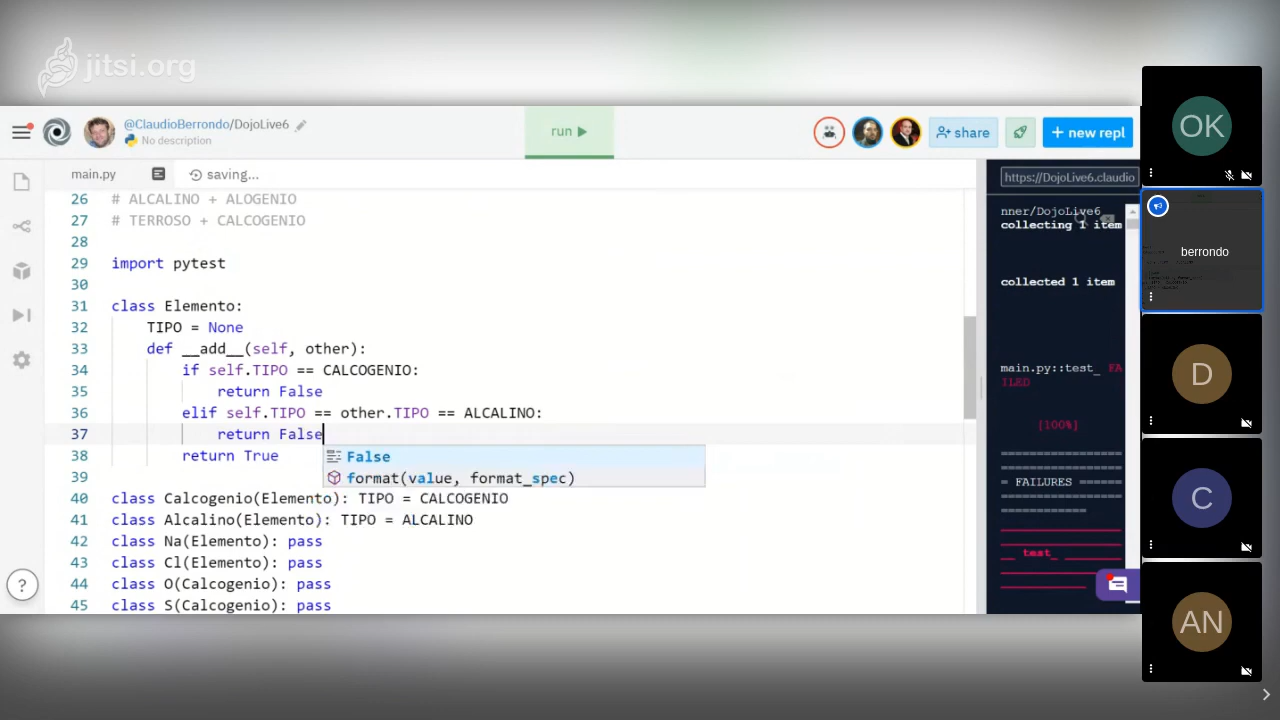 jitsi.org
@ClaudioBerrondo/DojoLive6
No description
run
share
+ new repl
main.py
saving...
https://DojoLive6.claudio
26 # ALCALINO + ALOGENIO
27 # TERROSO + CALCOGENIO
28
29 import pytest
30
31 class Elemento:
32 TIPO = None
33 def __add__(self, other):
34 if self.TIPO == CALCOGENIO:
35 return False
36 elif self.TIPO == other.TIPO == ALCALINO:
37 return False
38 return True
False
format(value, format_spec)
39
40 class Calcogenio(Elemento): TIPO = CALCOGENIO
41 class Alcalino(Elemento): TIPO = ALCALINO
42 class Na(Elemento): pass
43 class Cl(Elemento): pass
44 class O(Calcogenio): pass
45 class S(Calcogenio): pass
?
nner/DojoLive6
collecting 1 item
collected 1 item
main.py::test_ FA
ILED
[100%]
==============
= FAILURES ======
==============
============
__ test_ ________
OK
berrondo
D
C
AN